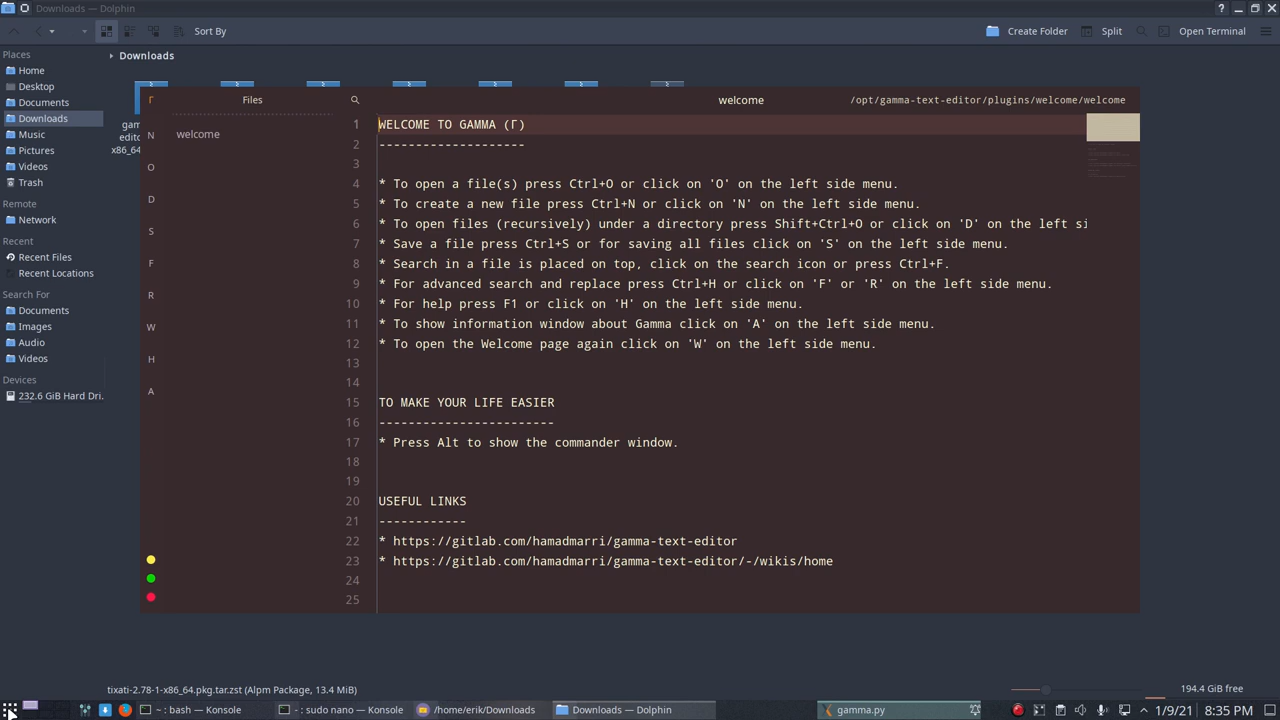 Downloads — Dolphin
?
Sort By
Create Folder
Split
Open Terminal
Places
Home
Desktop
Documents
Downloads
Music
Pictures
Videos
Trash
Remote
Network
Recent
Recent Files
Recent Locations
Search For
Documents
Images
Audio
Videos
Devices
232.6 GiB Hard Dri.
Downloads
gam
edito
x86_64
Γ
N
O
D
S
F
R
W
H
A
Files
welcome
welcome
/opt/gamma-text-editor/plugins/welcome/welcome
1 WELCOME TO GAMMA (Γ)
2 --------------------
3
4 * To open a file(s) press Ctrl+O or click on 'O' on the left side menu.
5 * To create a new file press Ctrl+N or click on 'N' on the left side menu.
6 * To open files (recursively) under a directory press Shift+Ctrl+O or click on 'D' on the left si
7 * Save a file press Ctrl+S or for saving all files click on 'S' on the left side menu.
8 * Search in a file is placed on top, click on the search icon or press Ctrl+F.
9 * For advanced search and replace press Ctrl+H or click on 'F' or 'R' on the left side menu.
10 * For help press F1 or click on 'H' on the left side menu.
11 * To show information window about Gamma click on 'A' on the left side menu.
12 * To open the Welcome page again click on 'W' on the left side menu.
13
14
15 TO MAKE YOUR LIFE EASIER
16 ------------------------
17 * Press Alt to show the commander window.
18
19
20 USEFUL LINKS
21 ------------
22 * https://gitlab.com/hamadmarri/gamma-text-editor
23 * https://gitlab.com/hamadmarri/gamma-text-editor/-/wikis/home
24
25
tixati-2.78-1-x86_64.pkg.tar.zst (Alpm Package, 13.4 MiB)
194.4 GiB free
~ : bash — Konsole
- : sudo nano — Konsole
/home/erik/Downloads
Downloads — Dolphin
gamma.py
1/9/21
8:35 PM